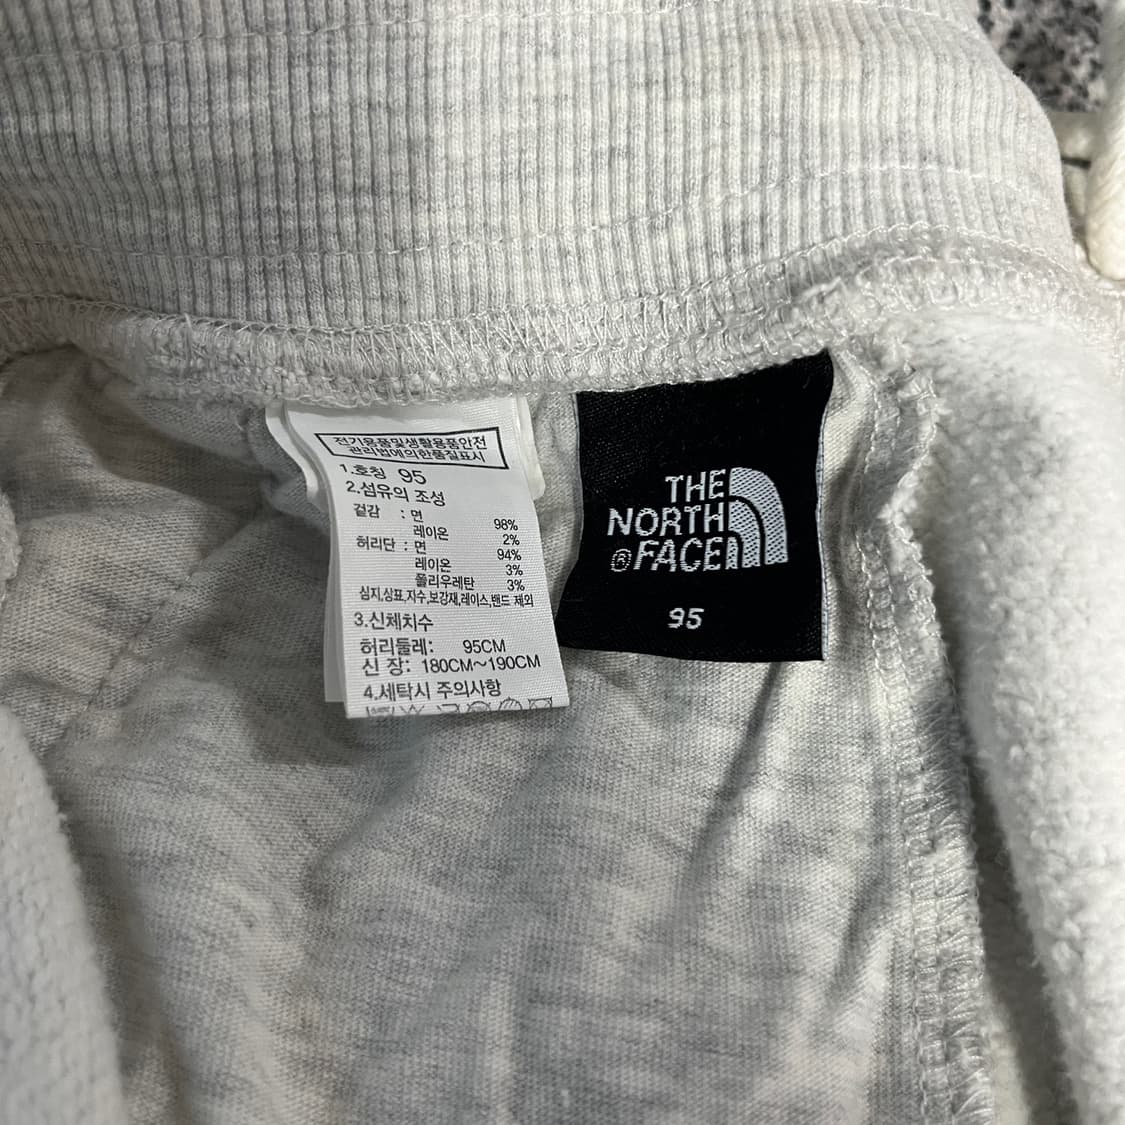 전기용품및생활용품안전
관리법에의한품질표시
1.호칭 95
2.섬유의 조성
겉감 : 면 98%
레이온 2%
허리단 : 면 94%
레이온 3%
폴리우레탄 3%
심지,상표,자수,보강재,레이스,밴드 제외
3.신체치수
허리둘레: 95CM
신 장: 180CM~190CM
4.세탁시 주의사항
THE
NORTH
® FACE
95